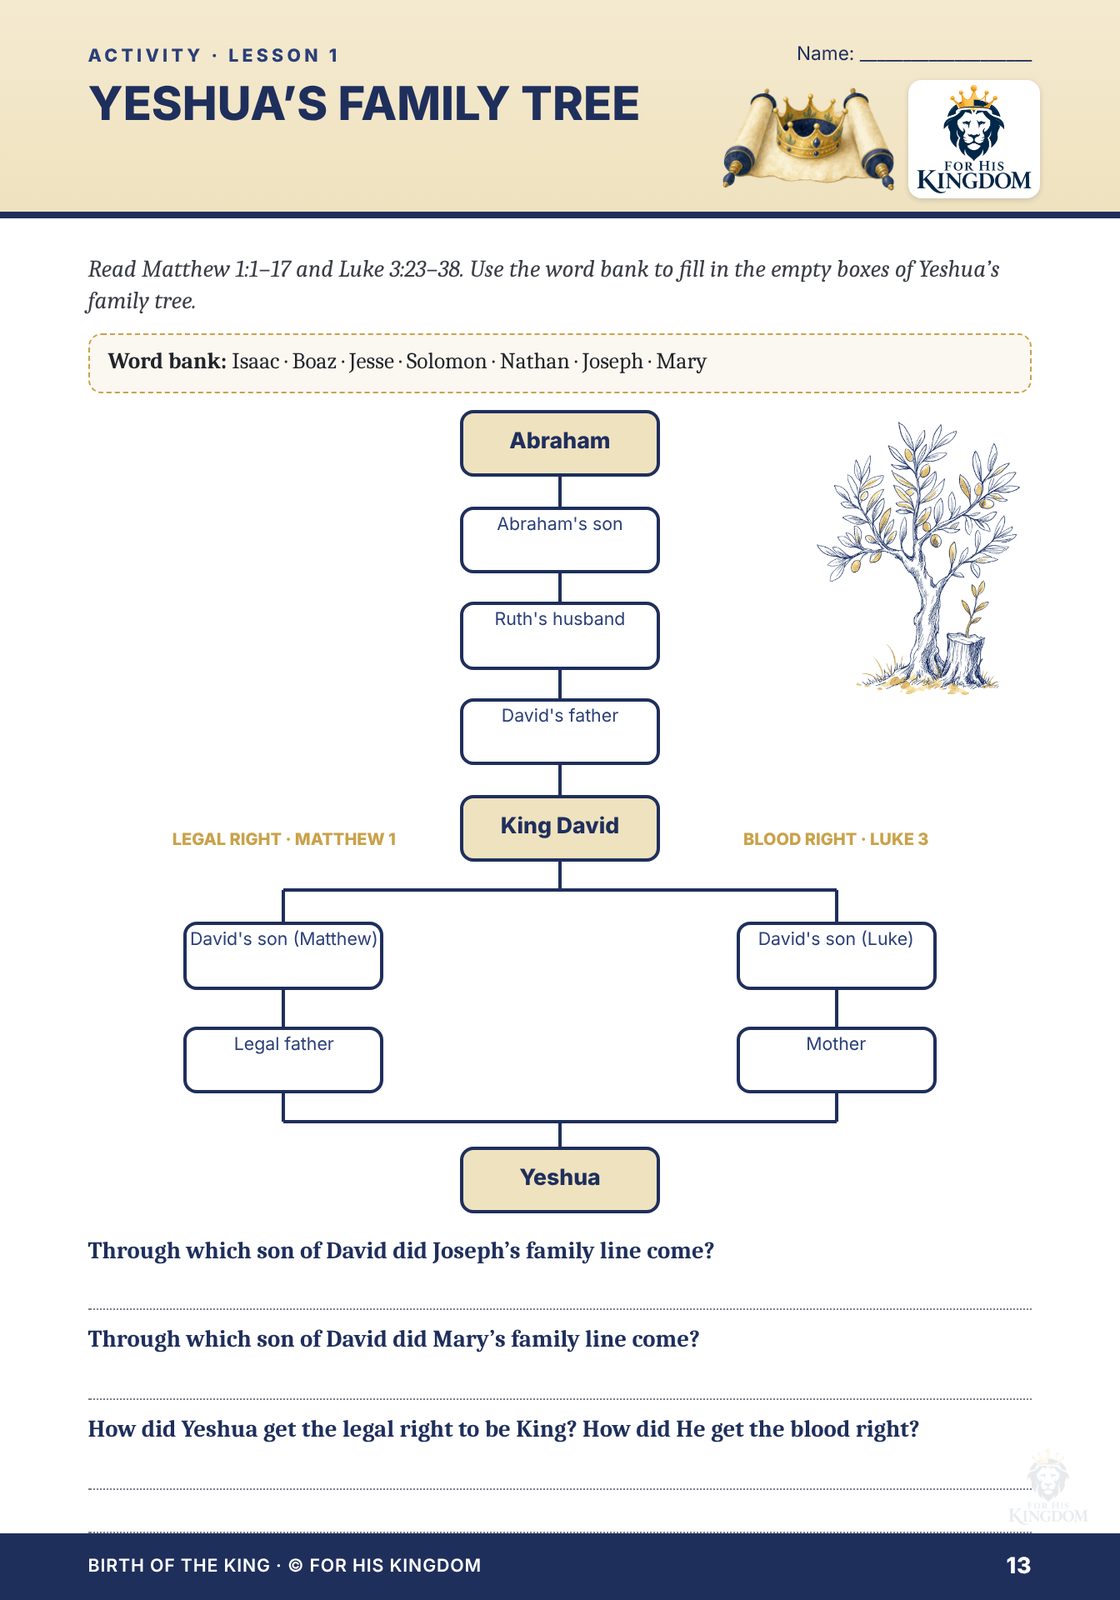 ACTIVITY · LESSON 1
Name: ____________________
YESHUA’S FAMILY TREE
FOR HIS
KINGDOM
Read Matthew 1:1–17 and Luke 3:23–38. Use the word bank to fill in the empty boxes of Yeshua’s
family tree.
Word bank: Isaac · Boaz · Jesse · Solomon · Nathan · Joseph · Mary
Abraham
Abraham's son
Ruth's husband
David's father
King David
LEGAL RIGHT · MATTHEW 1
BLOOD RIGHT · LUKE 3
David's son (Matthew)
David's son (Luke)
Legal father
Mother
Yeshua
Through which son of David did Joseph’s family line come?
Through which son of David did Mary’s family line come?
How did Yeshua get the legal right to be King? How did He get the blood right?
FOR HIS
KINGDOM
BIRTH OF THE KING · © FOR HIS KINGDOM
13